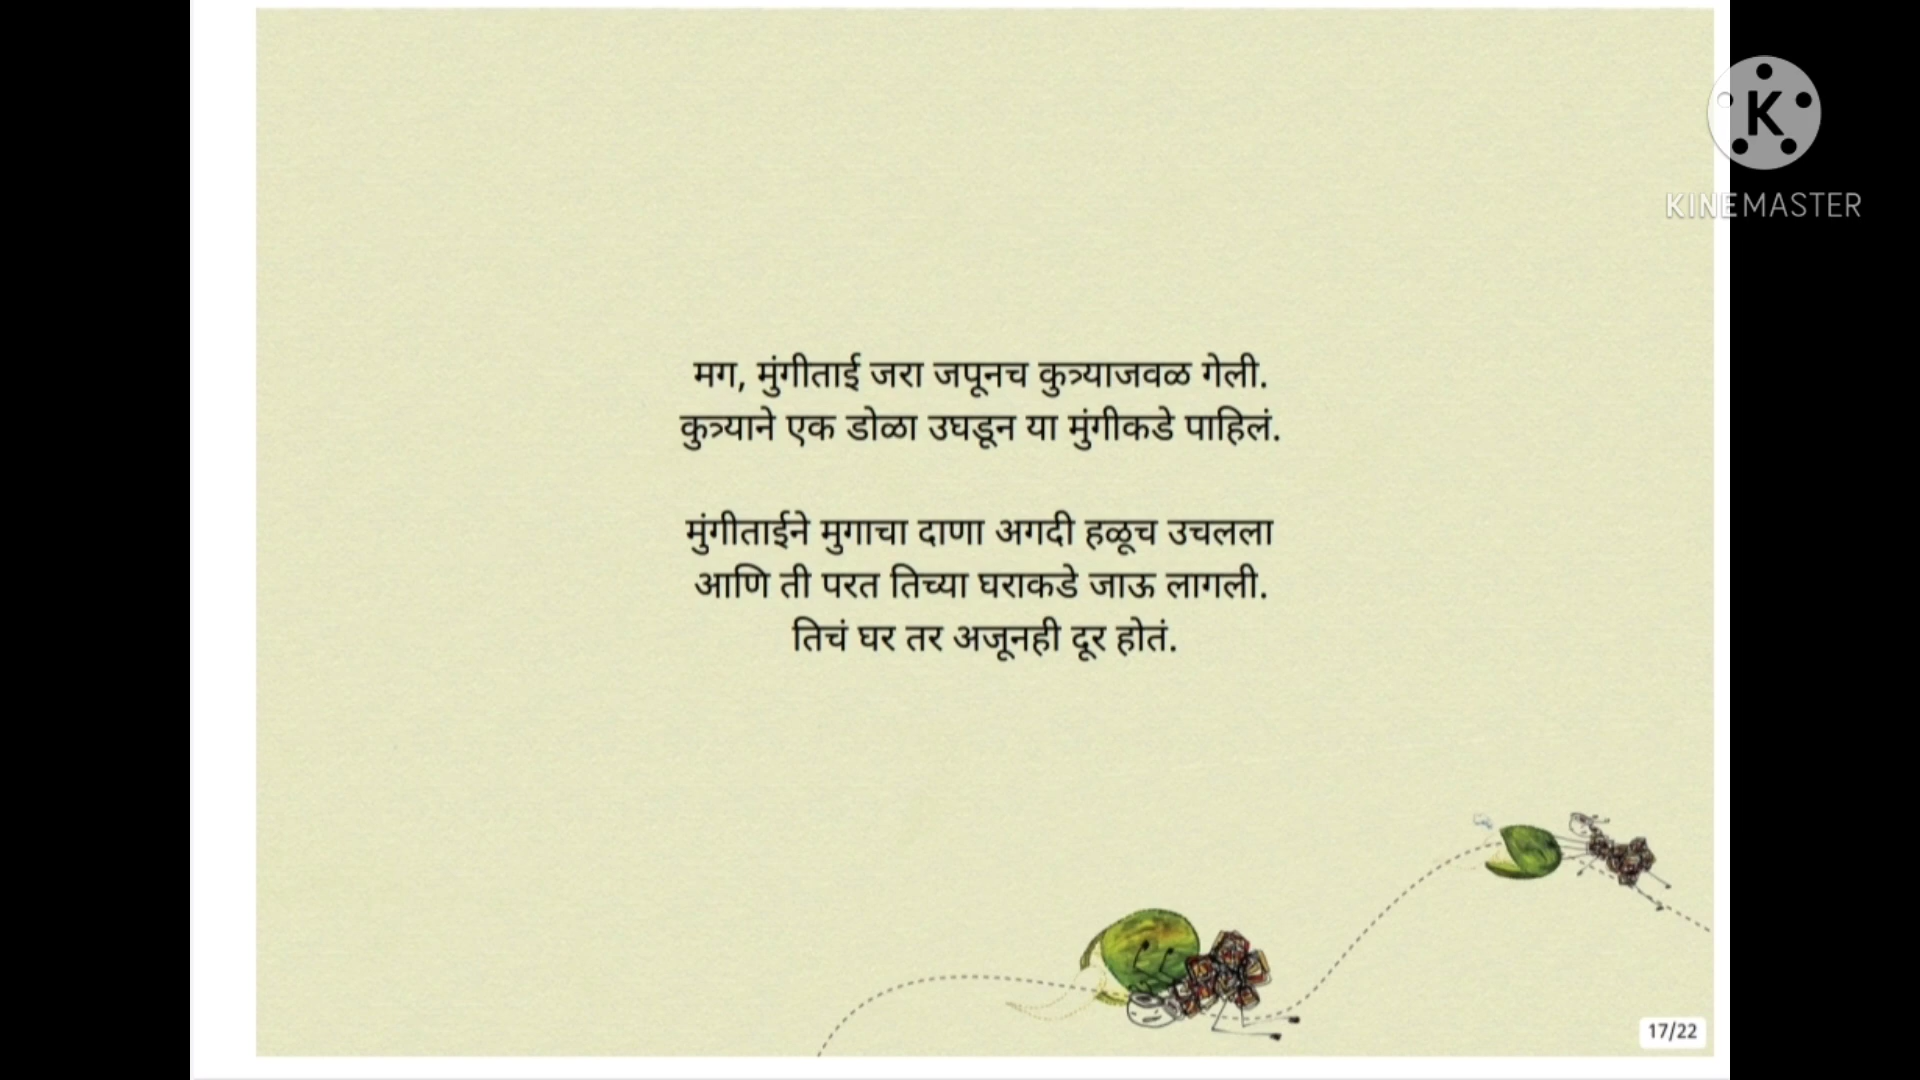 K
KINEMASTER
मग, मुंगीताई जरा जपूनच कुत्र्याजवळ गेली.
कुत्र्याने एक डोळा उघडून या मुंगीकडे पाहिलं.
मुंगीताईने मुगाचा दाणा अगदी हळूच उचलला
आणि ती परत तिच्या घराकडे जाऊ लागली.
तिचं घर तर अजूनही दूर होतं.
17/22